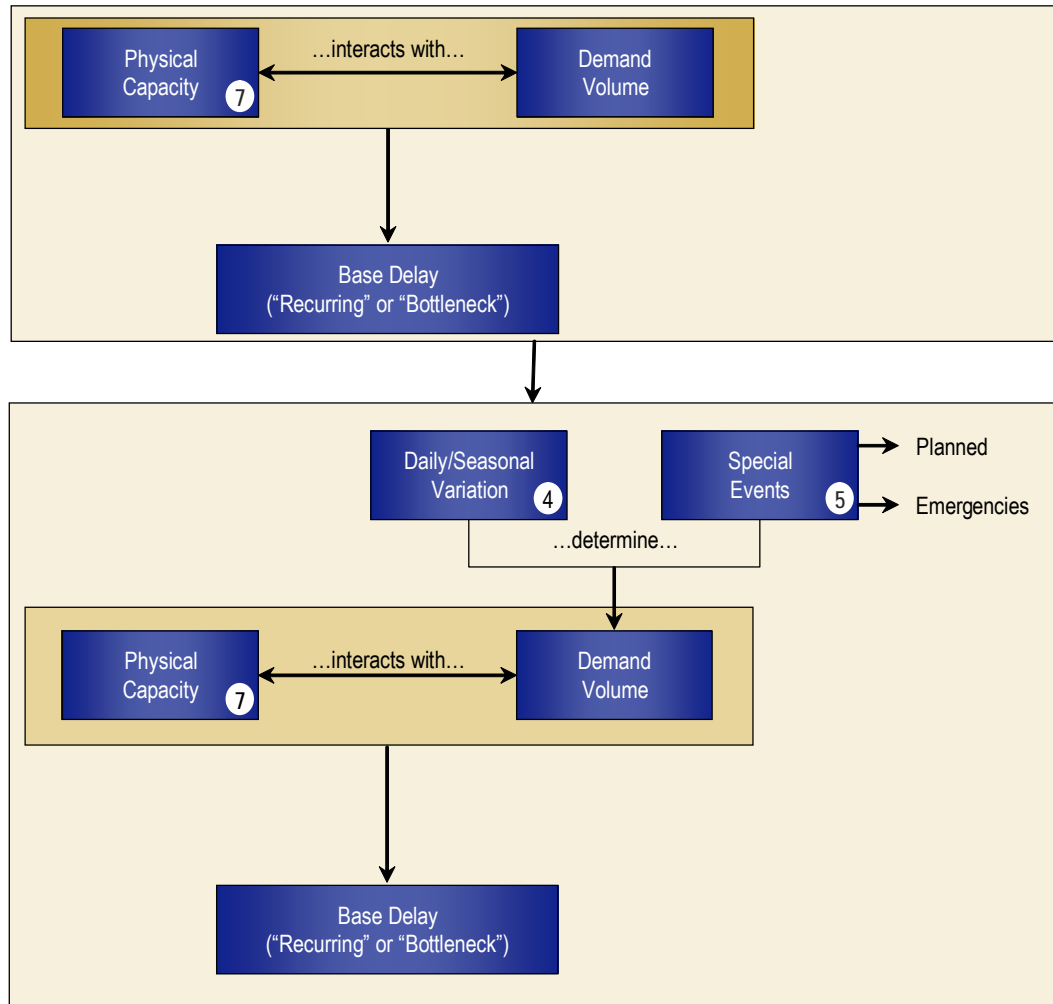 …interacts with…
Physical
Capacity
7
Demand
Volume
Base Delay
(“Recurring” or “Bottleneck”)
Daily/Seasonal
Variation
4
Special
Events
5
Planned
Emergencies
…determine…
Physical
Capacity
7
…interacts with…
Demand
Volume
Base Delay
(“Recurring” or “Bottleneck”)